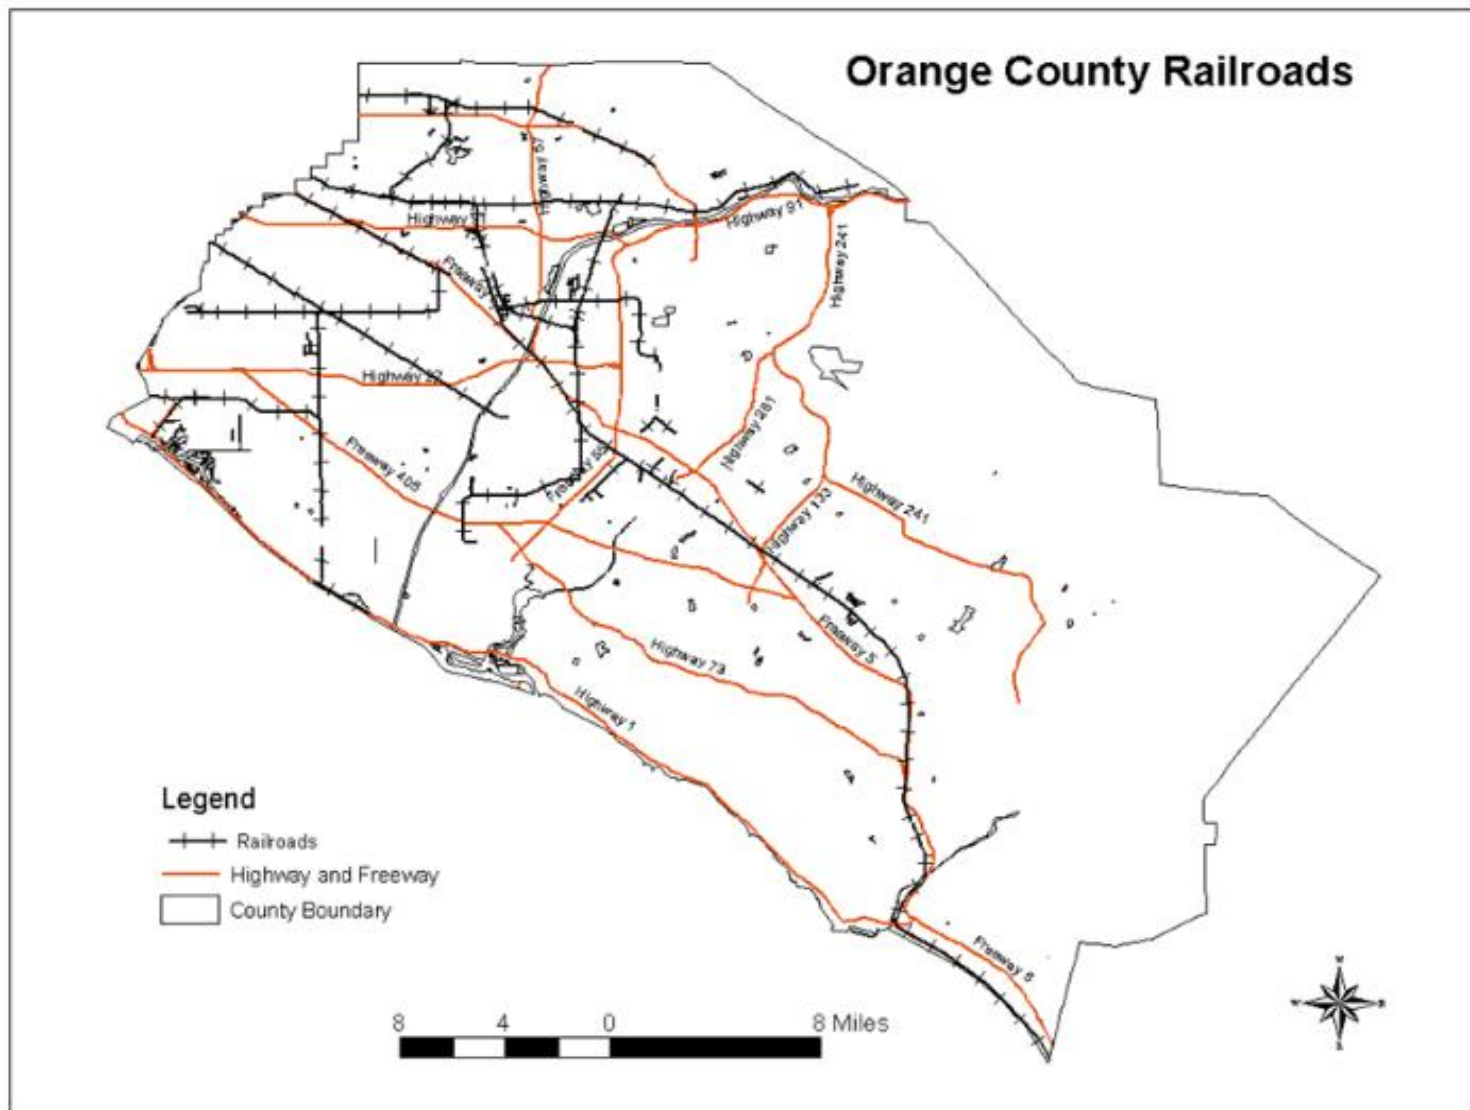 Orange County Railroads
Highway 57
Highway
Highway 91
Highway 241
Freeway
Highway 22
Highway 261
Freeway 405
Freeway 55
Highway 133
Highway 241
Freeway 5
Highway 73
Highway 1
Legend
Railroads
Highway and Freeway
County Boundary
Freeway 5
8 4 0 8 Miles